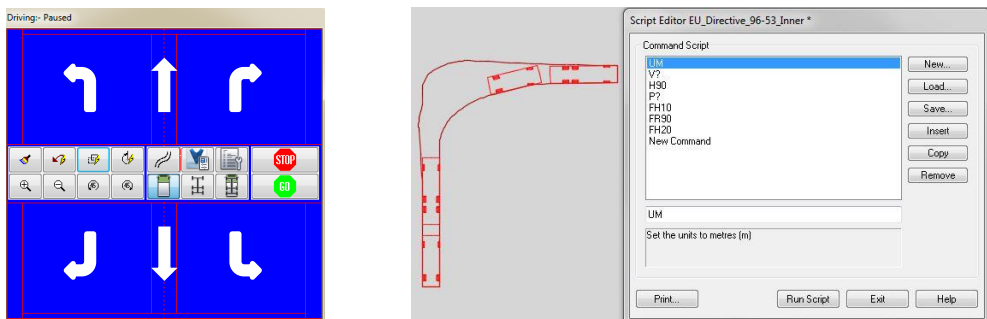 Driving:- Paused
STOP
GO
Script Editor EU_Directive_96-53_Inner *
Command Script
UM
V?
H90
P?
FH10
FR90
FH20
New Command
New...
Load...
Save...
Insert
Copy
Remove
UM
Set the units to metres (m)
Print...
Run Script
Exit
Help